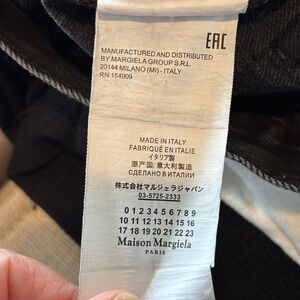 EAC
MANUFACTURED AND DISTRIBUTED
BY MARGIELA GROUP S.R.L.
20144 MILANO (MI) - ITALY
RN 154909
MADE IN ITALY
FABRIQUÉ EN ITALIE
イタリア製
原产国: 意大利製造
СДЕЛАНО В ИТАЛИИ
株式会社マルジェラジャパン
03-5725-2333
0 1 2 3 4 5 6 7 8 9
10 11 12 13 14 15 16
17 18 19 20 21 22 23
Maison Margiela
PARIS